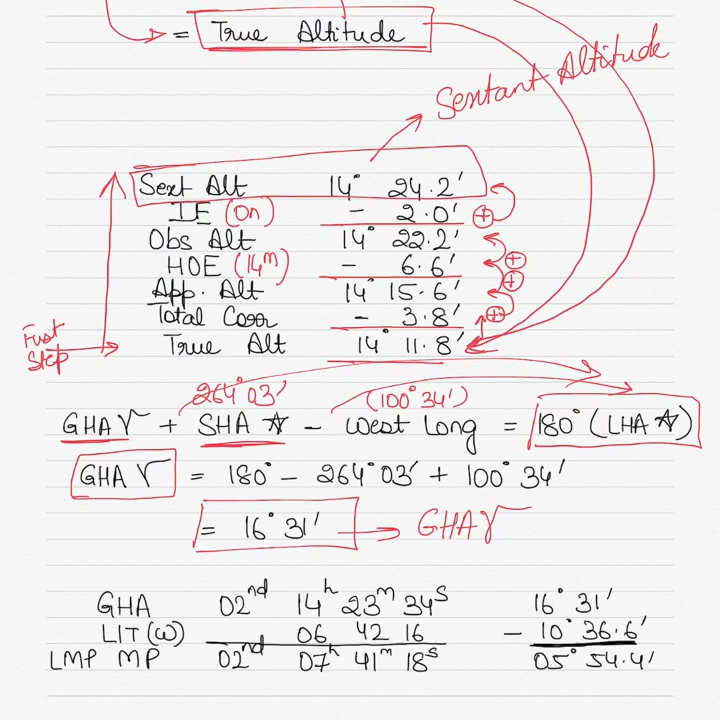 = True Altitude
Sextant Altitude
Sext Alt 14° 24.2'
IE (On) - 2.0' +
Obs Alt 14° 22.2'
HOE (14m) - 6.6' +
App. Alt 14° 15.6' +
Total Corr - 3.8' +
First Step True Alt 14° 11.8'
264° 03' (100° 34')
GHA ♈ + SHA ☆ - West Long = 180° (LHA ☆)
GHA ♈ = 180° - 264° 03' + 100° 34'
= 16° 31' → GHA ♈
GHA 02nd 14h 23m 34s 16° 31'
LIT (W) 06 42 16 - 10° 36.6'
LMP MP 02nd 07h 41m 18s 05° 54.4'